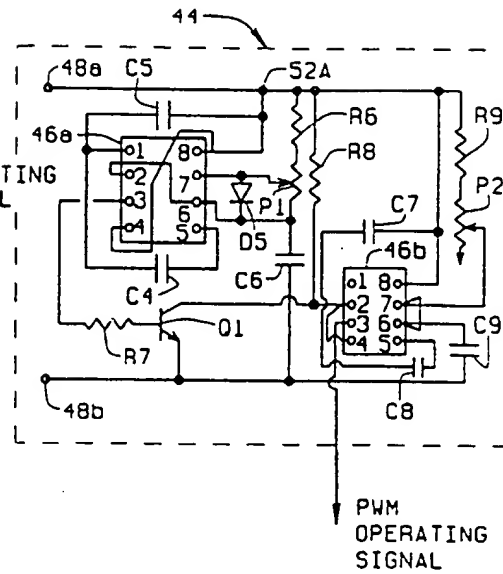 44
48a
C5
52A
46a
R6
R8
R9
1 8
2 7
3 6
4 5
TING
L
P1
D5
P2
C7
C6
46b
C4
1 8
2 7
3 6
4 5
C9
R7
Q1
C8
48b
PWM
OPERATING
SIGNAL